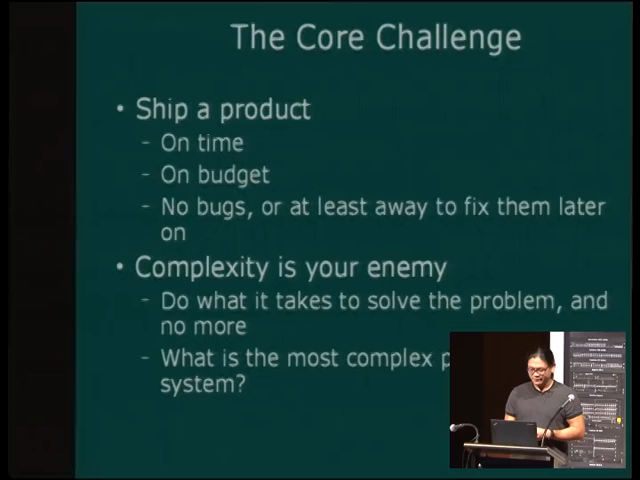 The Core Challenge
• Ship a product
- On time
- On budget
- No bugs, or at least away to fix them later
on
• Complexity is your enemy
- Do what it takes to solve the problem, and
no more
- What is the most complex
system?